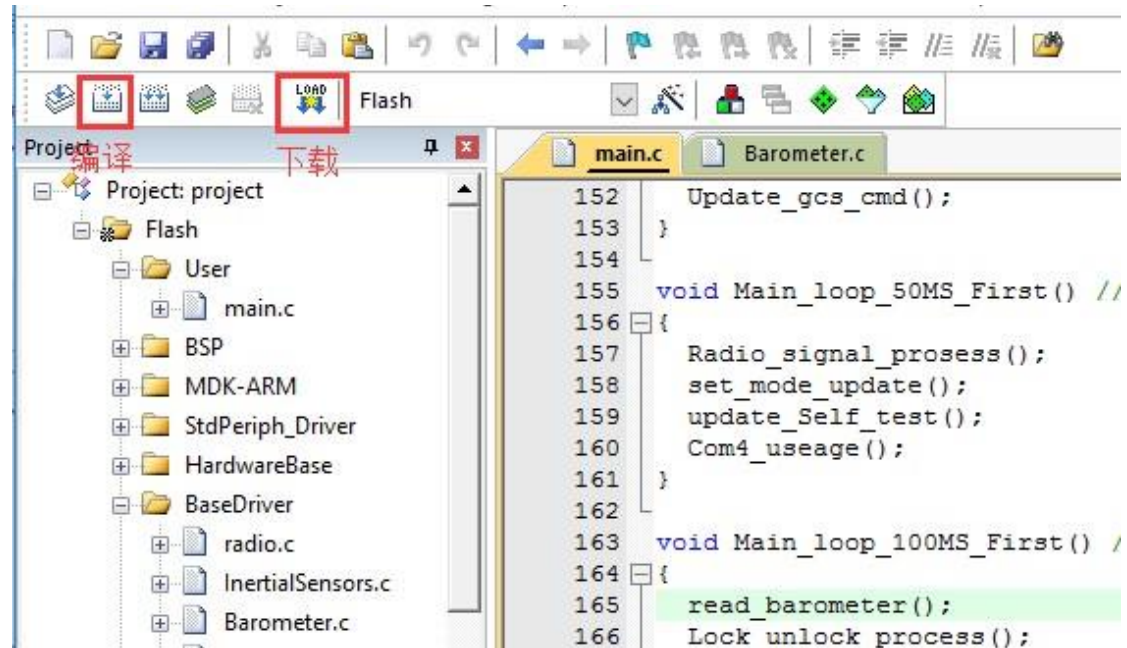 LOAD
Flash
Project
编译
下载
main.c
Barometer.c
Project: project
Flash
User
main.c
BSP
MDK-ARM
StdPeriph_Driver
HardwareBase
BaseDriver
radio.c
InertialSensors.c
Barometer.c
152 Update_gcs_cmd();
153 }
154
155 void Main_loop_50MS_First() //
156 {
157 Radio_signal_prosess();
158 set_mode_update();
159 update_Self_test();
160 Com4_useage();
161 }
162
163 void Main_loop_100MS_First() /
164 {
165 read_barometer();
166 Lock_unlock_process();